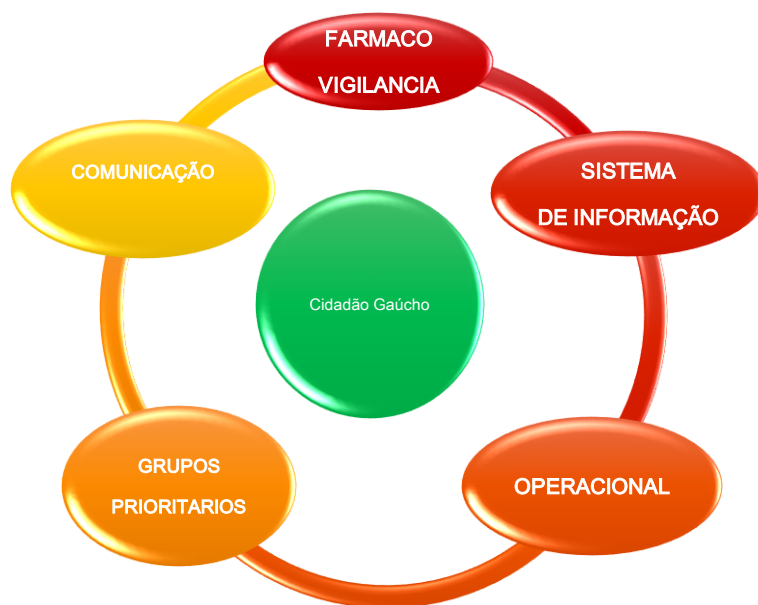 FARMACO
VIGILANCIA
SISTEMA
DE INFORMAÇÃO
OPERACIONAL
GRUPOS
PRIORITARIOS
COMUNICAÇÃO
Cidadão Gaúcho